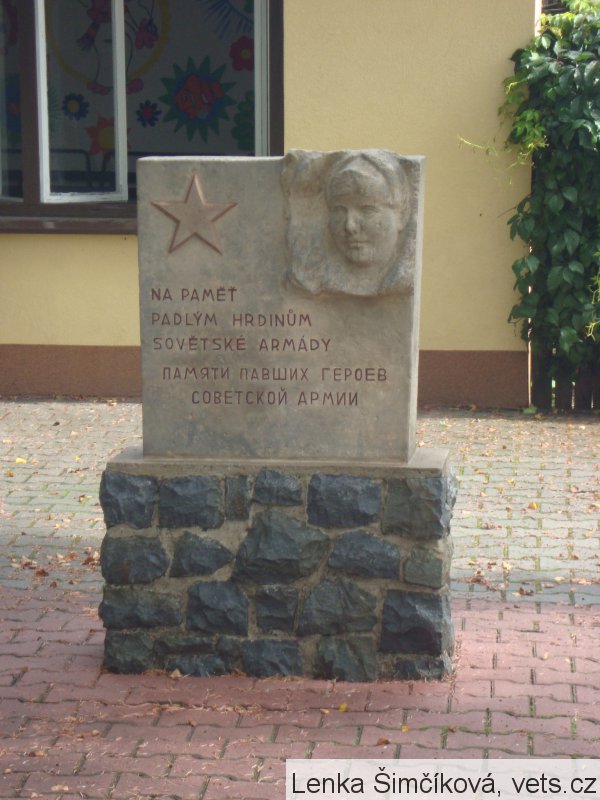 NA PAMĚŤ
PADLÝM HRDINŮM
SOVĚTSKÉ ARMÁDY
ПАМЯТИ ПАВШИХ ГЕРОЕВ
СОВЕТСКОЙ АРМИИ
Lenka Šimčíková, vets.cz